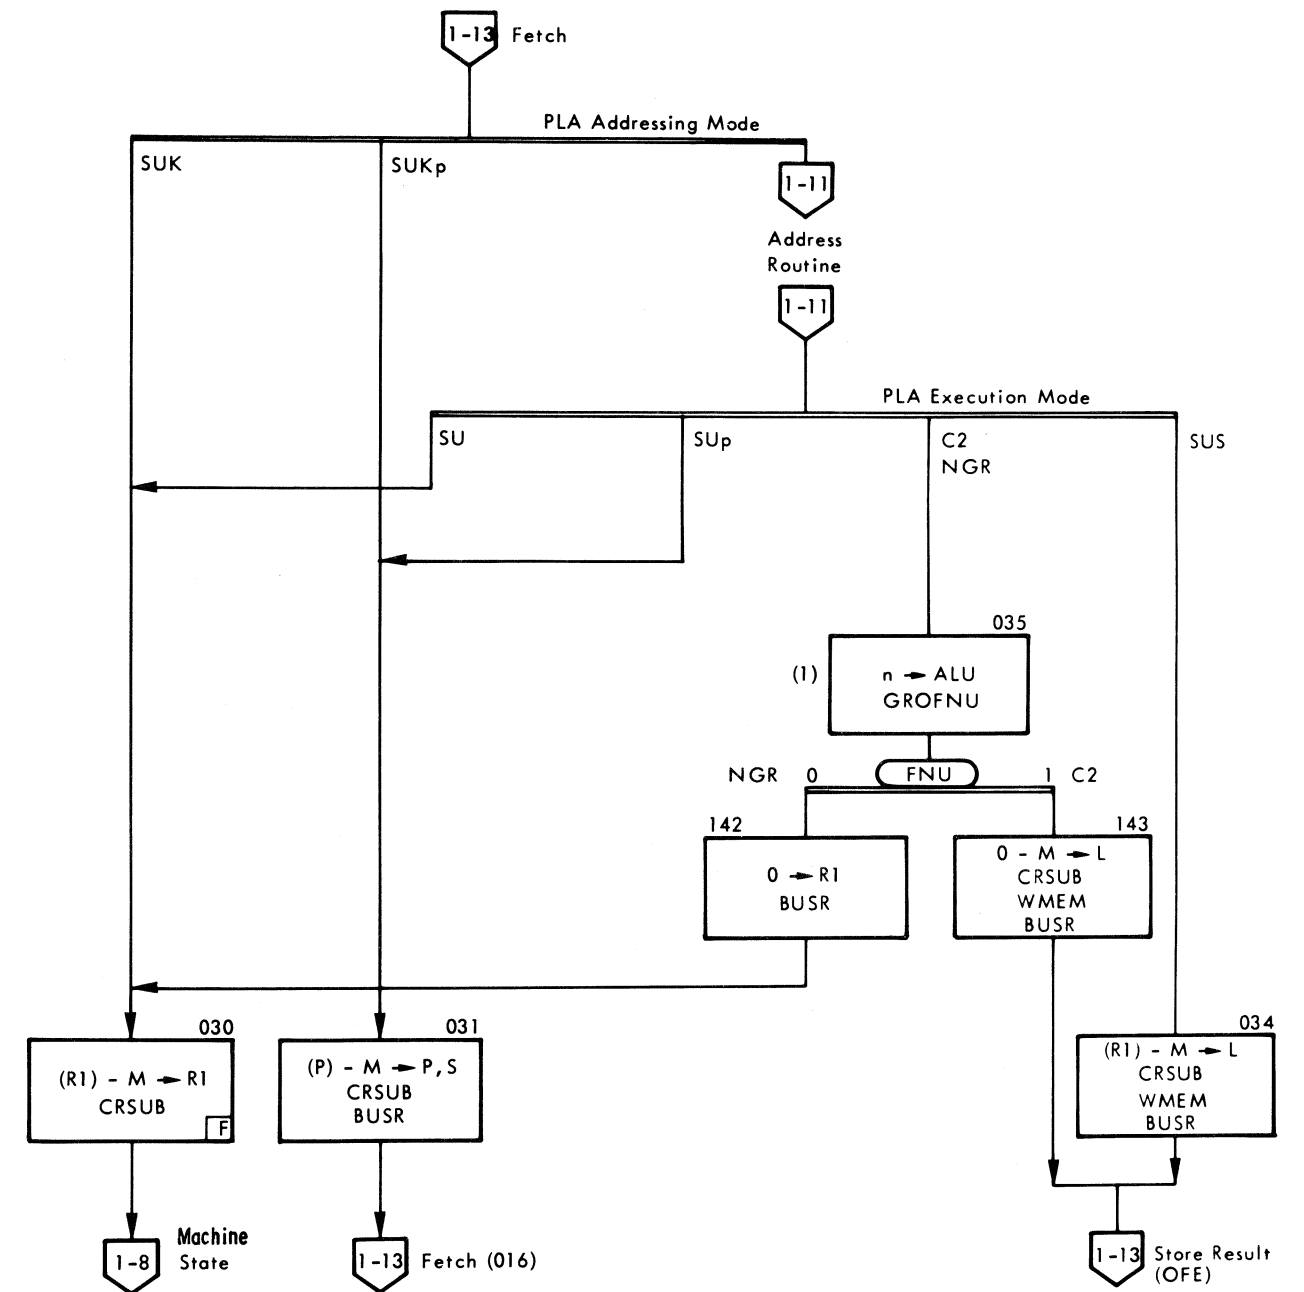 1-13 Fetch
PLA Addressing Mode
SUK
SUKp
1-11
Address
Routine
1-11
PLA Execution Mode
SU
SUp
C2
NGR
SUS
035
(1)
n → ALU
GROFNU
NGR 0 FNU 1 C2
142
0 → R1
BUSR
143
0 - M → L
CRSUB
WMEM
BUSR
030
(R1) - M → R1
CRSUB
F
031
(P) - M → P,S
CRSUB
BUSR
034
(R1) - M → L
CRSUB
WMEM
BUSR
1-8 Machine
State
1-13 Fetch (016)
1-13 Store Result
(OFE)